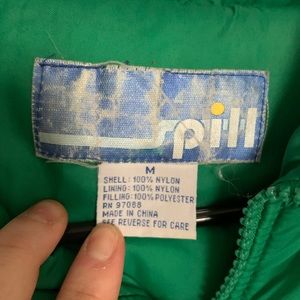 spill
M
SHELL: 100% NYLON
LINING: 100% NYLON
FILLING: 100% POLYESTER
RN 97088
MADE IN CHINA
SEE REVERSE FOR CARE